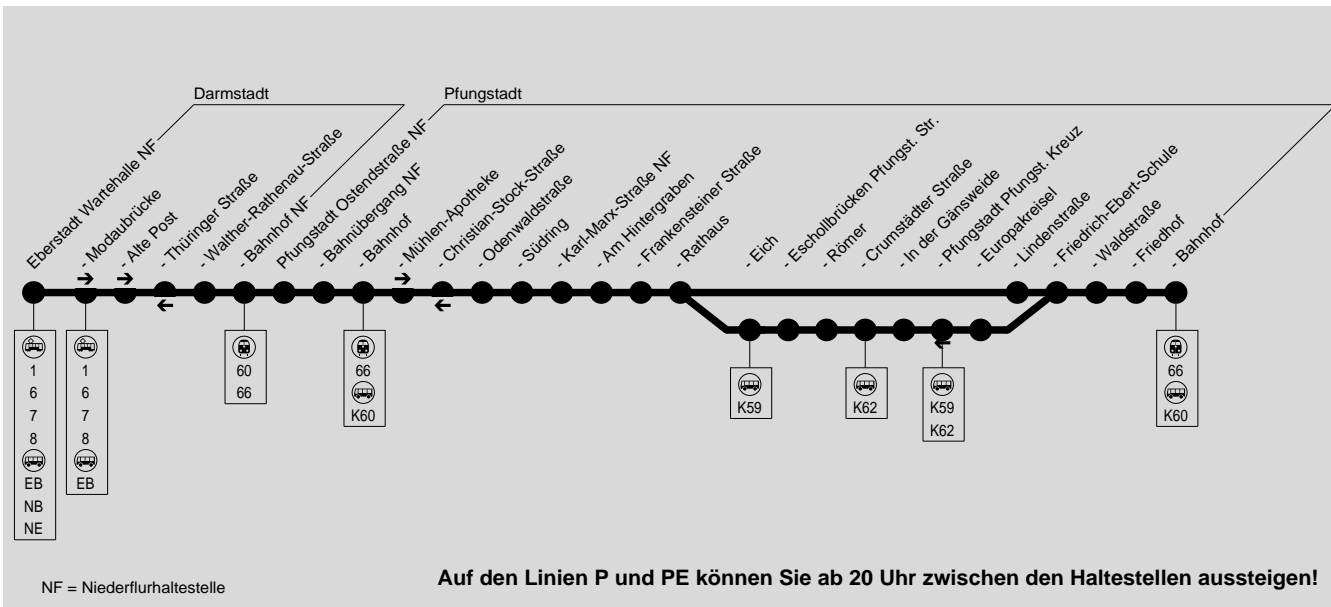 Darmstadt
Pfungstadt
Eberstadt Wartehalle NF
- Modaubrücke
- Alte Post
- Thüringer Straße
- Walther-Rathenau-Straße
- Bahnhof NF
Pfungstadt Ostendstraße NF
- Bahnübergang NF
- Bahnhof
- Mühlen-Apotheke
- Christian-Stock-Straße
- Odenwaldstraße
- Südring
- Karl-Marx-Straße NF
- Am Hintergraben
- Frankensteiner Straße
- Rathaus
- Eich
- Eschollbrücken Pfungst. Str.
- Römer
- Crumstädter Straße
- In der Gänsweide
- Pfungstadt Pfungst. Kreuz
- Europakreisel
- Lindenstraße
- Friedrich-Ebert-Schule
- Waldstraße
- Friedhof
- Bahnhof
1
6
7
8
EB
NB
NE
1
6
7
8
EB
60
66
66
K60
K59
K62
K59
K62
66
K60
NF = Niederflurhaltestelle
Auf den Linien P und PE können Sie ab 20 Uhr zwischen den Haltestellen aussteigen!